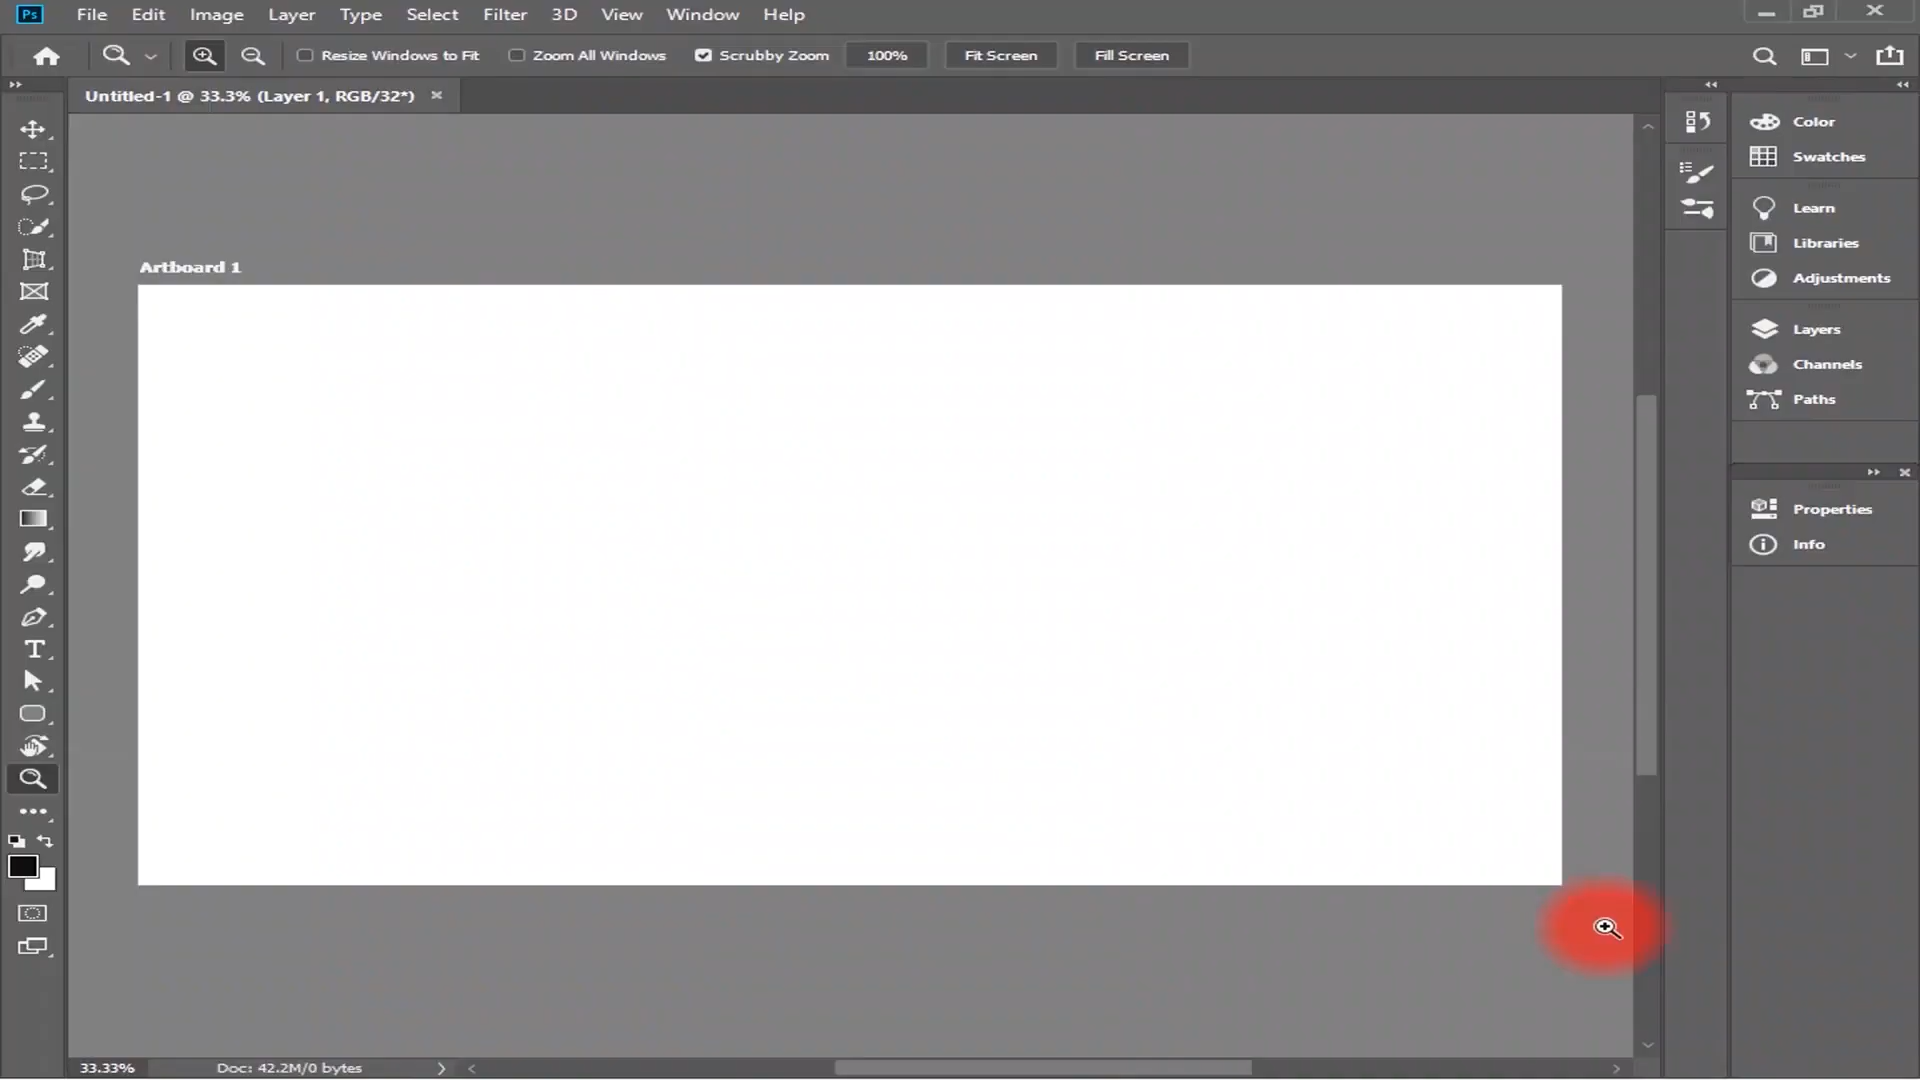 Ps File Edit Image Layer Type Select Filter 3D View Window Help
Resize Windows to Fit Zoom All Windows Scrubby Zoom 100% Fit Screen Fill Screen
Untitled-1 @ 33.3% (Layer 1, RGB/32*)
Color
Swatches
Learn
Libraries
Adjustments
Artboard 1
Layers
Channels
Paths
Properties
Info
33.33% Doc: 42.2M/0 bytes